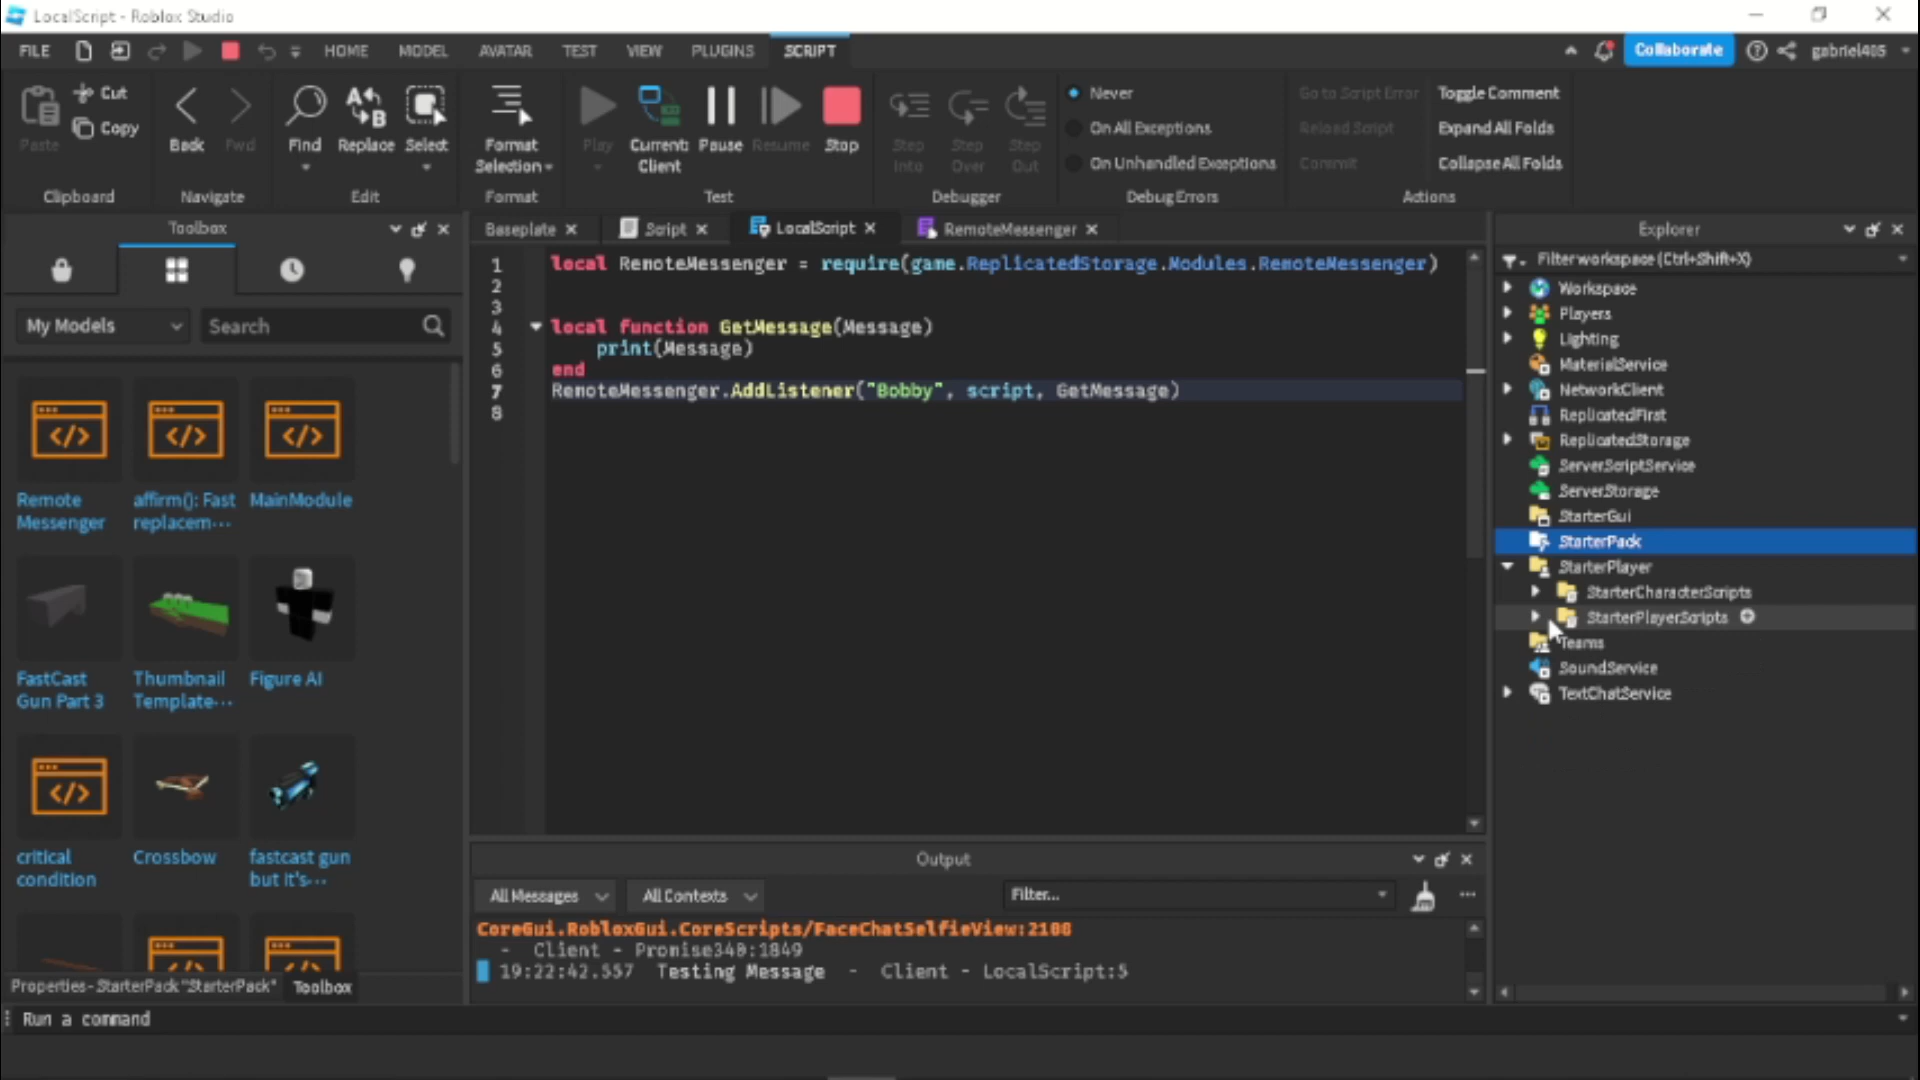 LocalScript - Roblox Studio
FILE HOME MODEL AVATAR TEST VIEW PLUGINS SCRIPT Collaborate gabriel405
Paste Cut Copy Clipboard
Back Fwd Navigate
Find Replace Select Edit
Format Selection Format
Play Current: Client Pause Resume Stop Test
Step Into Step Over Step Out Debugger
Never
On All Exceptions
On Unhandled Exceptions
Debug Errors
Go to Script Error
Reload Script
Commit
Toggle Comment
Expand All Folds
Collapse All Folds
Actions
Toolbox
My Models Search
Remote Messenger
affirm(): Fast replacem...
MainModule
FastCast Gun Part 3
Thumbnail Template...
Figure AI
critical condition
Crossbow
fastcast gun but it's...
Properties - StarterPack "StarterPack" Toolbox
Baseplate Script LocalScript RemoteMessenger
1 local RemoteMessenger = require(game.ReplicatedStorage.Modules.RemoteMessenger)
2
3
4 local function GetMessage(Message)
5 print(Message)
6 end
7 RemoteMessenger.AddListener("Bobby", script, GetMessage)
8
Output
All Messages All Contexts Filter...
CoreGui.RobloxGui.CoreScripts/FaceChatSelfieView:2108
- Client - Promise340:1849
19:22:42.557 Testing Message - Client - LocalScript:5
Explorer
Filter workspace (Ctrl+Shift+X)
Workspace
Players
Lighting
MaterialService
NetworkClient
ReplicatedFirst
ReplicatedStorage
ServerScriptService
ServerStorage
StarterGui
StarterPack
StarterPlayer
StarterCharacterScripts
StarterPlayerScripts
Teams
SoundService
TextChatService
Run a command